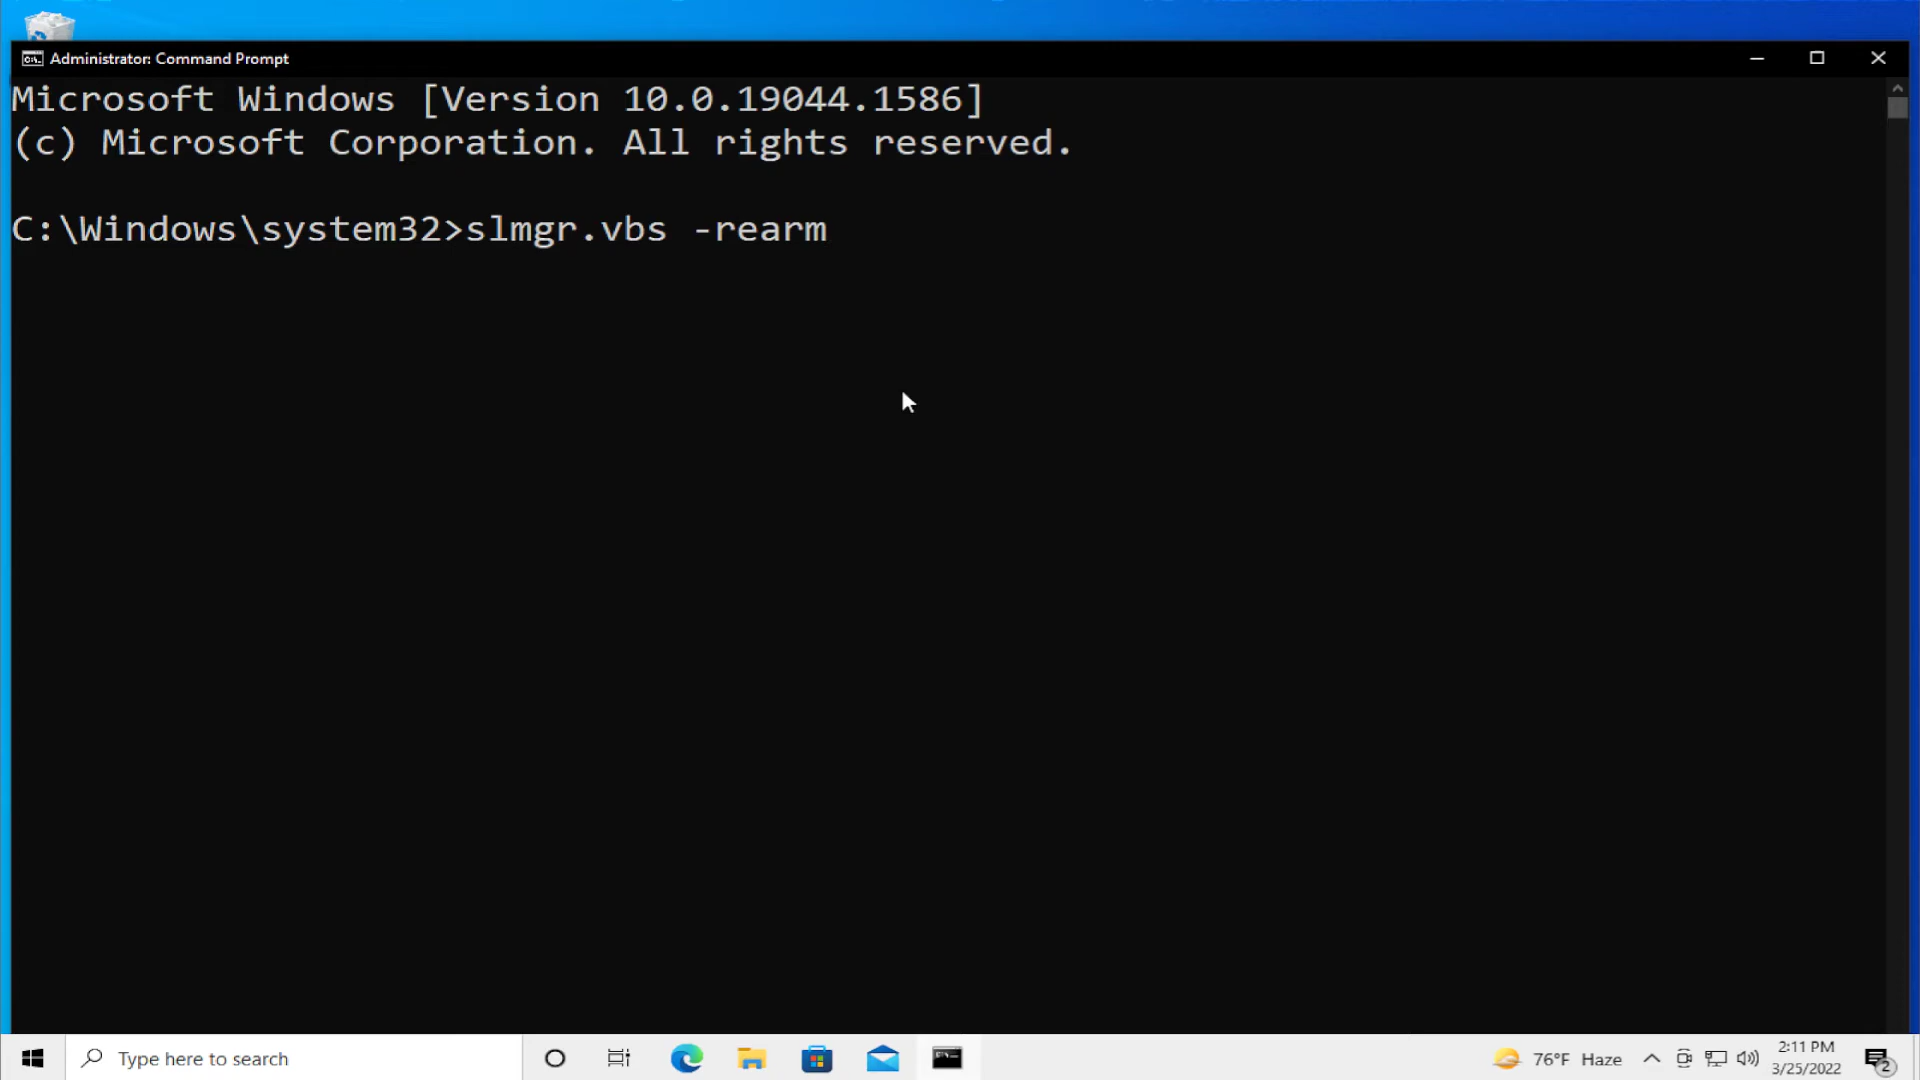 Administrator: Command Prompt
Microsoft Windows [Version 10.0.19044.1586]
(c) Microsoft Corporation. All rights reserved.
C:\Windows\system32>slmgr.vbs -rearm
Type here to search
76°F Haze
2:11 PM
3/25/2022
2